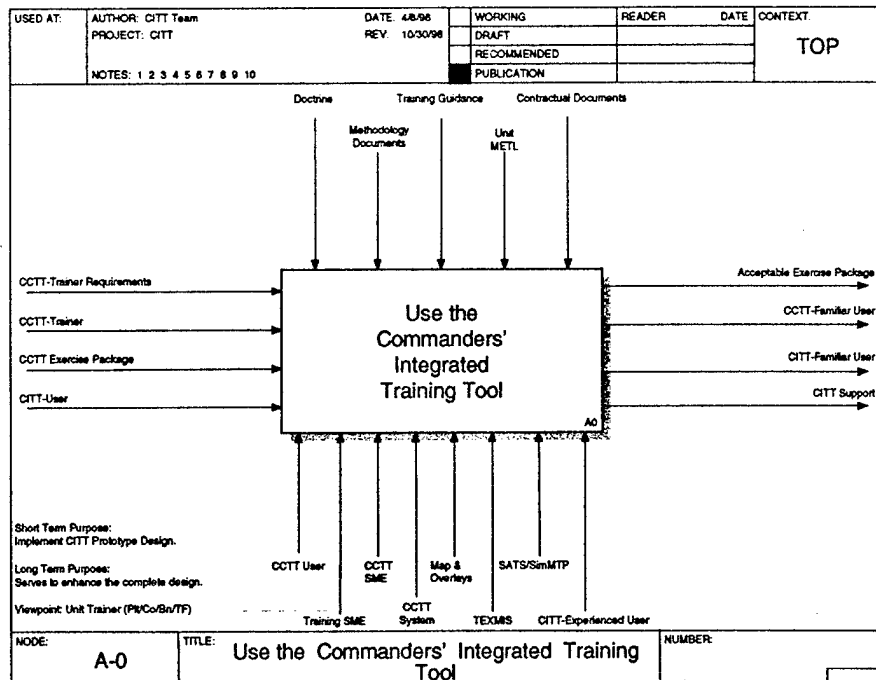 USED AT:
AUTHOR: CITT Team
PROJECT: CITT
NOTES: 1 2 3 4 5 6 7 8 9 10
DATE: 4/8/96
REV: 10/30/96
WORKING
DRAFT
RECOMMENDED
PUBLICATION
READER DATE
CONTEXT:
TOP
Doctrine
Training Guidance
Contractual Documents
Methodology
Documents
Unit
METL
CCTT-Trainer Requirements
CCTT-Trainer
CCTT Exercise Package
CITT-User
Use the
Commanders'
Integrated
Training Tool
A0
Acceptable Exercise Package
CCTT-Familiar User
CITT-Familiar User
CITT Support
Short Term Purpose:
Implement CITT Prototype Design.
Long Term Purpose:
Serves to enhance the complete design.
Viewpoint: Unit Trainer (Plt/Co/Bn/TF)
CCTT User
CCTT
SME
Map &
Overlays
SATS/SimMTP
Training SME
CCTT
System
TEXMIS
CITT-Experienced User
NODE:
A-0
TITLE:
Use the Commanders' Integrated Training
Tool
NUMBER: